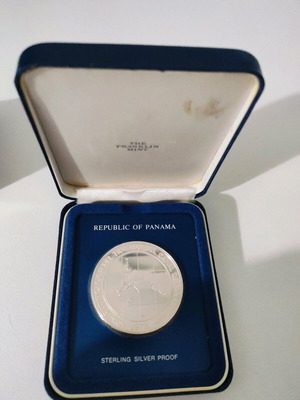 THE
FRANKLIN
MINT
REPUBLIC OF PANAMA
STERLING SILVER PROOF